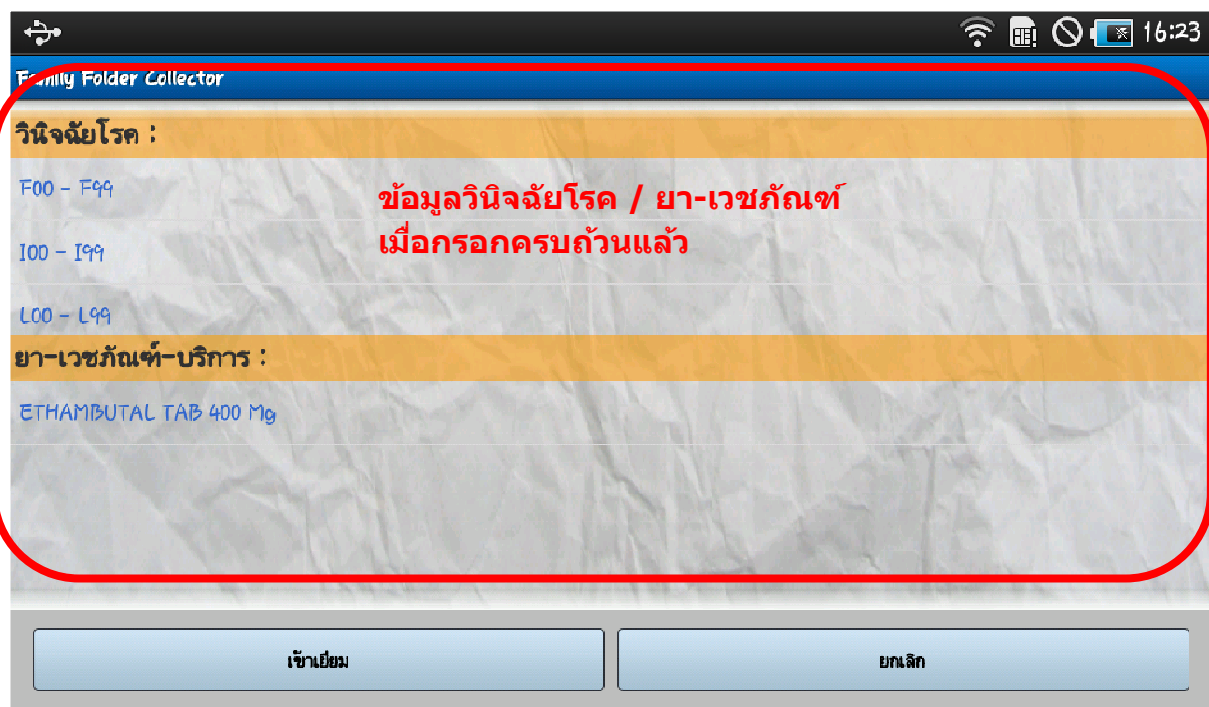 16:23
Family Folder Collector
วินิจฉัยโรค :
F00 - F99
ข้อมูลวินิจฉัยโรค / ยา-เวชภัณฑ์
เมื่อกรอกครบถ้วนแล้ว
I00 - I99
L00 - L99
ยา-เวชภัณฑ์-บริการ :
ETHAMBUTAL TAB 400 Mg
เข้าเยี่ยม
ยกเลิก